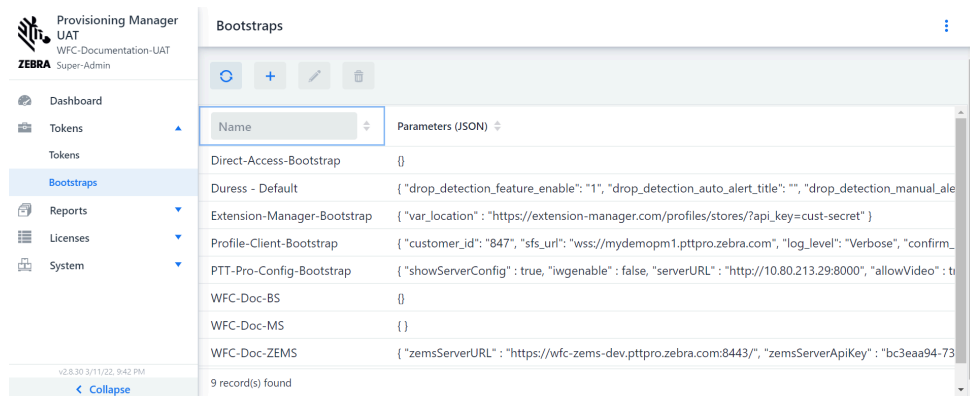 Provisioning Manager
UAT
WFC-Documentation-UAT
ZEBRA Super-Admin
Dashboard
Tokens
Tokens
Bootstraps
Reports
Licenses
System
v2.8.30 3/11/22, 9:42 PM
Collapse
Bootstraps
Name Parameters (JSON)
Direct-Access-Bootstrap {}
Duress - Default { "drop_detection_feature_enable": "1", "drop_detection_auto_alert_title": "", "drop_detection_manual_ale
Extension-Manager-Bootstrap { "var_location" : "https://extension-manager.com/profiles/stores/?api_key=cust-secret" }
Profile-Client-Bootstrap { "customer_id": "847", "sfs_url": "wss://mydemopm1.pttpro.zebra.com", "log_level": "Verbose", "confirm_
PTT-Pro-Config-Bootstrap { "showServerConfig" : true, "iwgenable" : false, "serverURL" : "http://10.80.213.29:8000", "allowVideo" : tr
WFC-Doc-BS {}
WFC-Doc-MS { }
WFC-Doc-ZEMS { "zemsServerURL" : "https://wfc-zems-dev.pttpro.zebra.com:8443/", "zemsServerApiKey" : "bc3eaa94-73
9 record(s) found